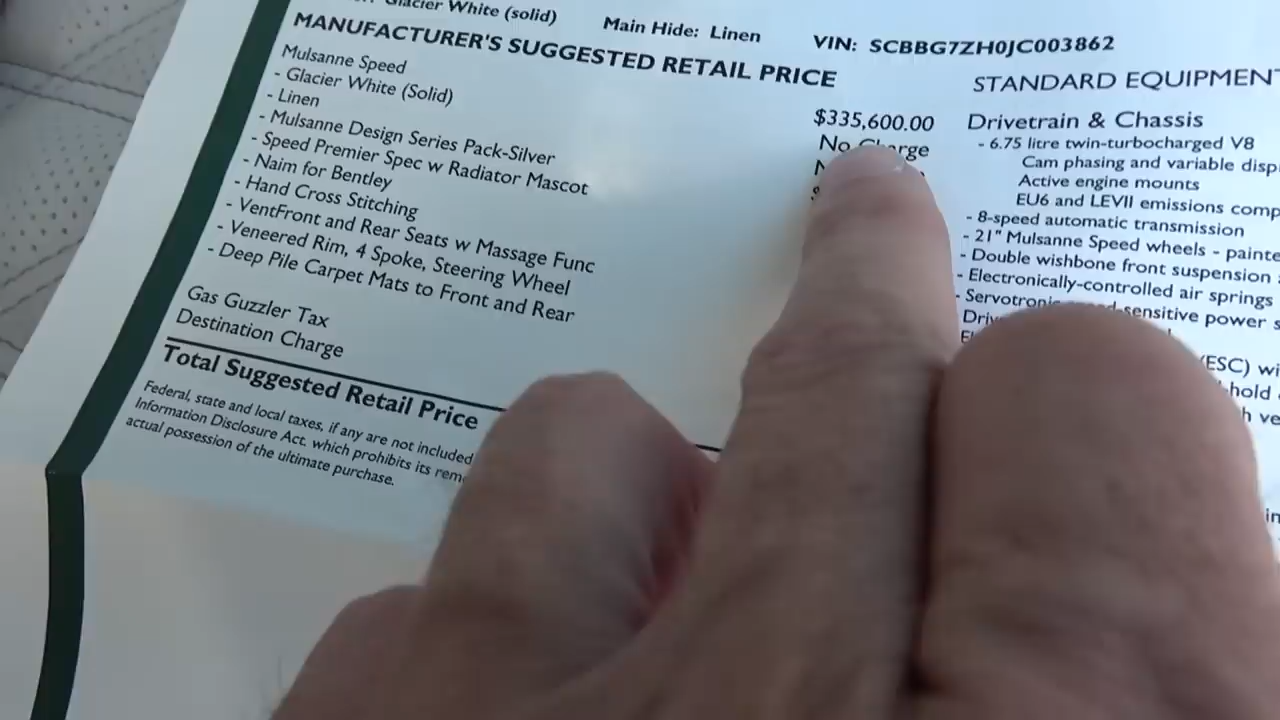 Glacier White (solid)
Main Hide: Linen
VIN: SCBBG7ZH0JC003862
MANUFACTURER'S SUGGESTED RETAIL PRICE
Mulsanne Speed
$335,600.00
- Glacier White (Solid)
No Charge
- Linen
- Mulsanne Design Series Pack-Silver
- Speed Premier Spec w Radiator Mascot
- Naim for Bentley
- Hand Cross Stitching
- VentFront and Rear Seats w Massage Func
- Veneered Rim, 4 Spoke, Steering Wheel
- Deep Pile Carpet Mats to Front and Rear
Gas Guzzler Tax
Destination Charge
Total Suggested Retail Price
Federal, state and local taxes, if any are not included
Information Disclosure Act. which prohibits its rem
actual possession of the ultimate purchase.
STANDARD EQUIPMENT
Drivetrain & Chassis
- 6.75 litre twin-turbocharged V8
Cam phasing and variable disp
Active engine mounts
EU6 and LEVII emissions comp
- 8-speed automatic transmission
- 21" Mulsanne Speed wheels - painte
- Double wishbone front suspension
- Electronically-controlled air springs
- Servotronic -sensitive power s
(ESC) wi
hold